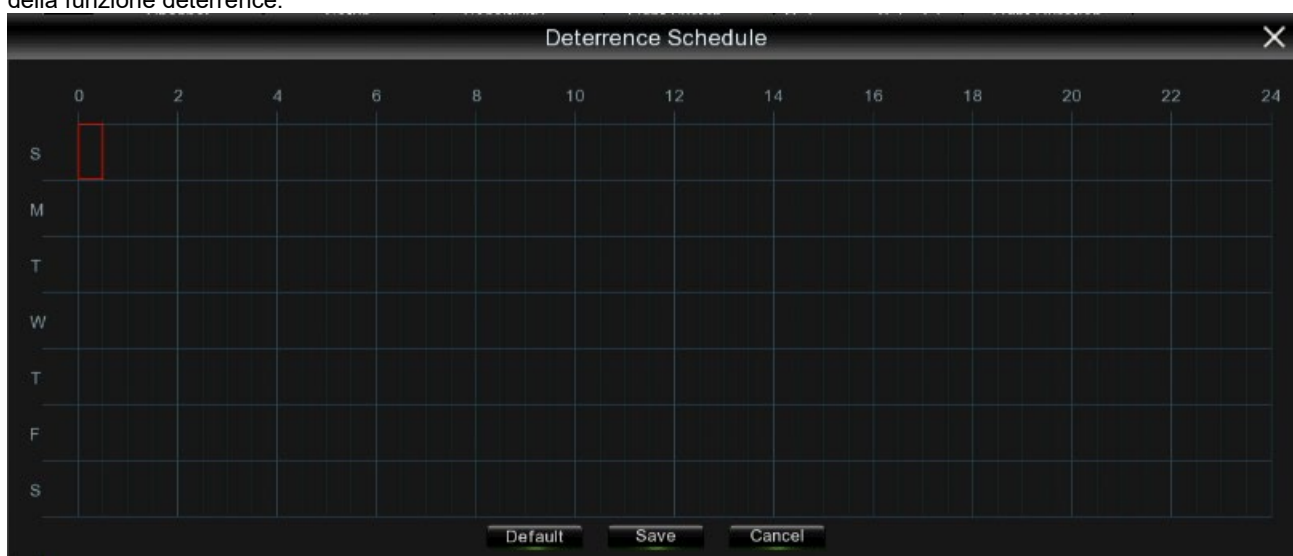 della funzione deterrence.
Deterrence Schedule
0 2 4 6 8 10 12 14 16 18 20 22 24
S
M
T
W
T
F
S
Default Save Cancel